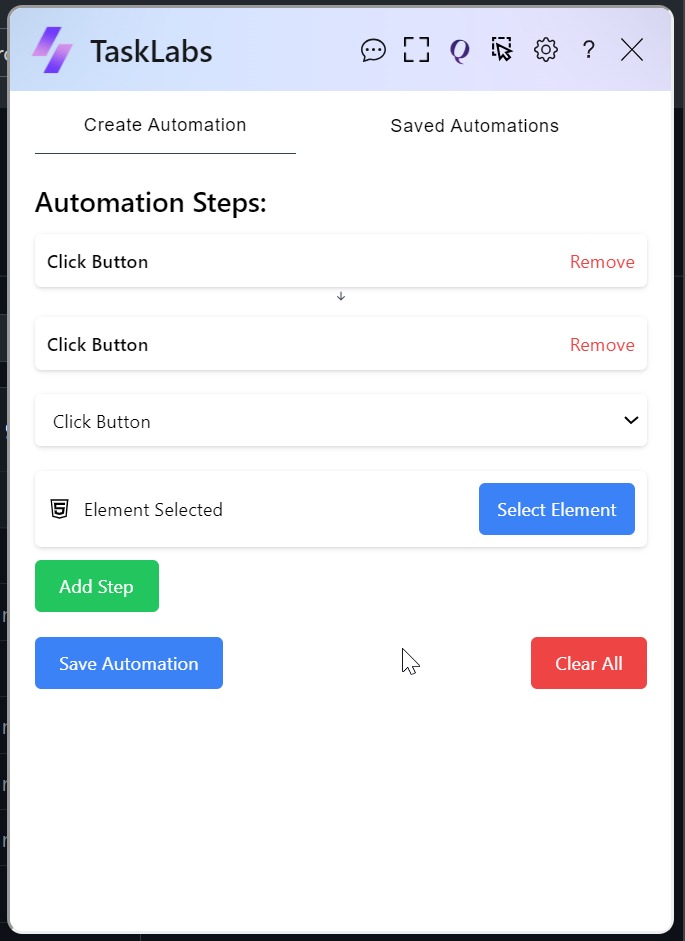 TaskLabs
Q
?
Create Automation
Saved Automations
Automation Steps:
Click Button
Remove
↓
Click Button
Remove
Click Button
Element Selected
Select Element
Add Step
Save Automation
Clear All